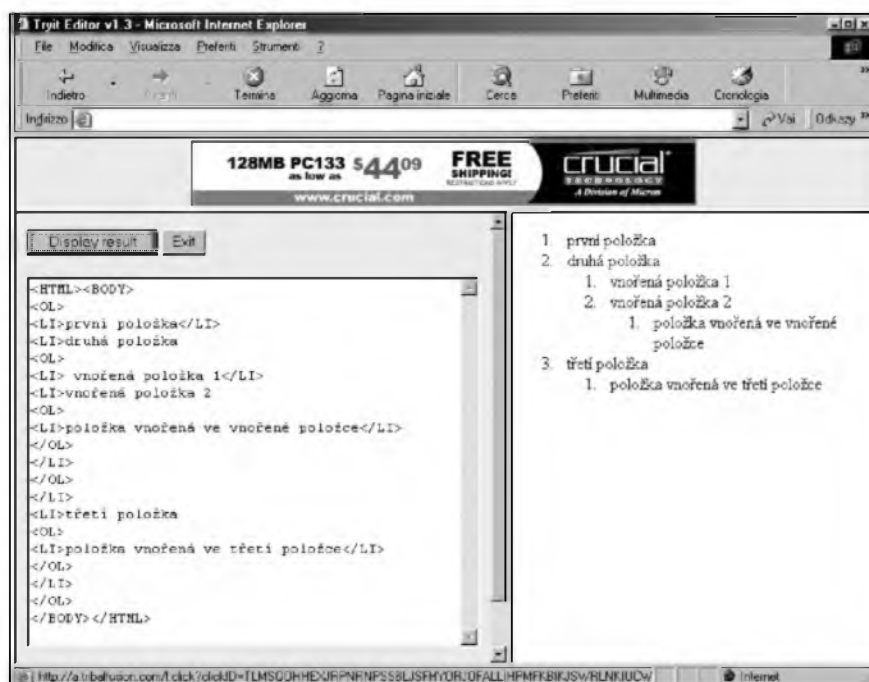 Tryit Editor v1.3 - Microsoft Internet Explorer
File Modifica Visualizza Preferiti Strumenti ?
Indietro Avanti Termina Aggiorna Pagina iniziale Cerca Preferiti Multimedia Cronologia »
Indirizzo Vai Odkazy »
128MB PC133 $44.09 FREE crucial
as low as SHIPPING! TECHNOLOGY
RESTRICTIONS APPLY
A Division of Micron
www.crucial.com
Display result Exit
<HTML><BODY>
<OL>
<LI>první položka</LI>
<LI>druhá položka
<OL>
<LI> vnořená položka 1</LI>
<LI>vnořená položka 2
<OL>
<LI>položka vnořená ve vnořené položce</LI>
</OL>
</LI>
</OL>
</LI>
<LI>třetí položka
<OL>
<LI>položka vnořená ve třetí položce</LI>
</OL>
</LI>
</OL>
</BODY></HTML>
1. první položka
2. druhá položka
1. vnořená položka 1
2. vnořená položka 2
1. položka vnořená ve vnořené
položce
3. třetí položka
1. položka vnořená ve třetí položce
Internet